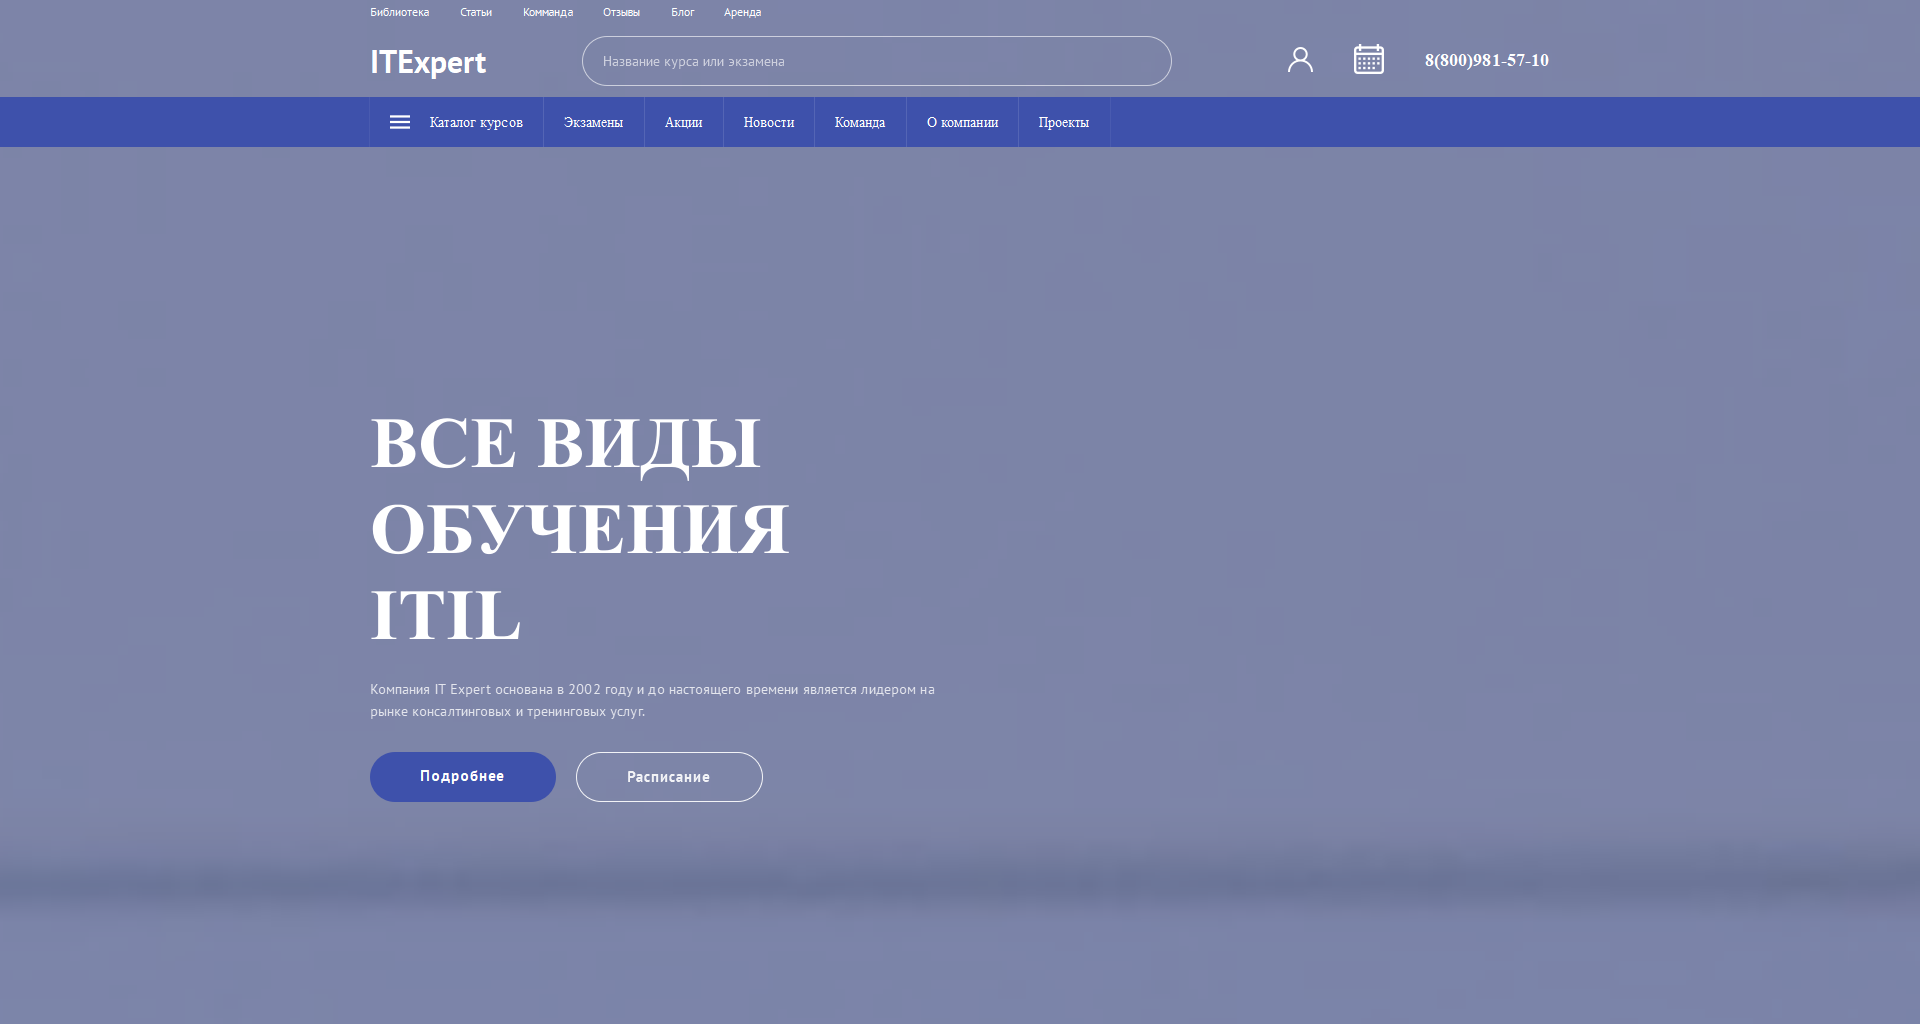 Библиотека Статьи Комманда Отзывы Блог Аренда
ITExpert
Название курса или экзамена
8(800)981-57-10
Каталог курсов Экзамены Акции Новости Команда О компании Проекты
ВСЕ ВИДЫ
ОБУЧЕНИЯ
ITIL
Компания IT Expert основана в 2002 году и до настоящего времени является лидером на
рынке консалтинговых и тренинговых услуг.
Подробнее Расписание